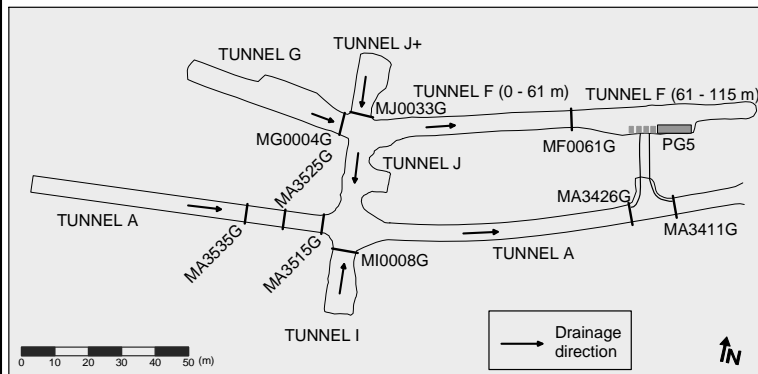 TUNNEL J+
TUNNEL G
TUNNEL F (0 - 61 m)
TUNNEL F (61 - 115 m)
MJ0033G
MG0004G
MF0061G
PG5
MA3525G
TUNNEL J
MA3426G
TUNNEL A
MA3535G
MA3515G
MI0008G
TUNNEL A
MA3411G
TUNNEL I
Drainage
direction
0 10 20 30 40 50 (m)
N